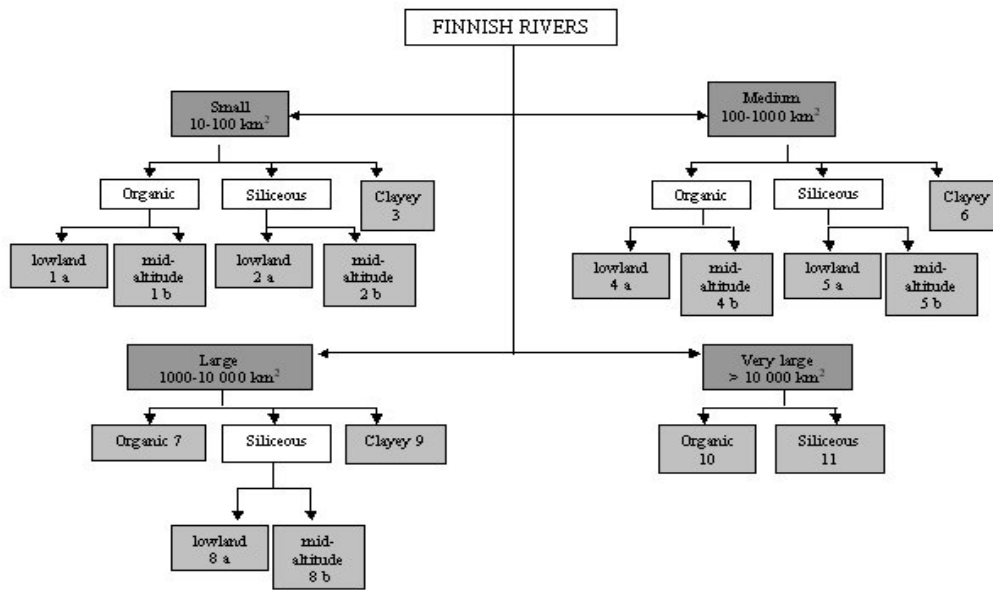 FINNISH RIVERS
Small
10-100 km²
Organic
Siliceous
Clayey
3
lowland
1 a
mid-
altitude
1 b
lowland
2 a
mid-
altitude
2 b
Medium
100-1000 km²
Organic
Siliceous
Clayey
6
lowland
4 a
mid-
altitude
4 b
lowland
5 a
mid-
altitude
5 b
Large
1000-10 000 km²
Organic 7
Siliceous
Clayey 9
lowland
8 a
mid-
altitude
8 b
Very large
> 10 000 km²
Organic
10
Siliceous
11